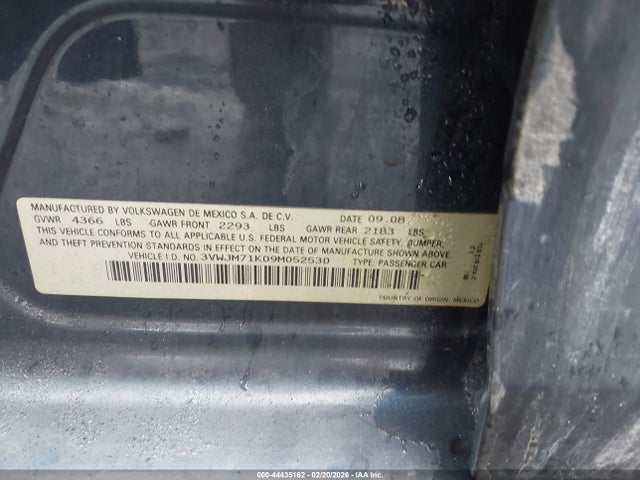 MANUFACTURED BY VOLKSWAGEN DE MEXICO S.A. DE C.V. DATE 09.08
GVWR 4366 LBS GAWR FRONT 2293 LBS GAWR REAR 2183 LBS
THIS VEHICLE CONFORMS TO ALL APPLICABLE U.S. FEDERAL MOTOR VEHICLE SAFETY, BUMPER,
AND THEFT PREVENTION STANDARDS IN EFFECT ON THE DATE OF MANUFACTURE SHOWN ABOVE.
VEHICLE I.D. NO. 3VWJM71K09M052530 TYPE: PASSENGER CAR
COUNTRY OF ORIGIN: MEXICO
000-44435162 - 02/20/2026 - IAA Inc.